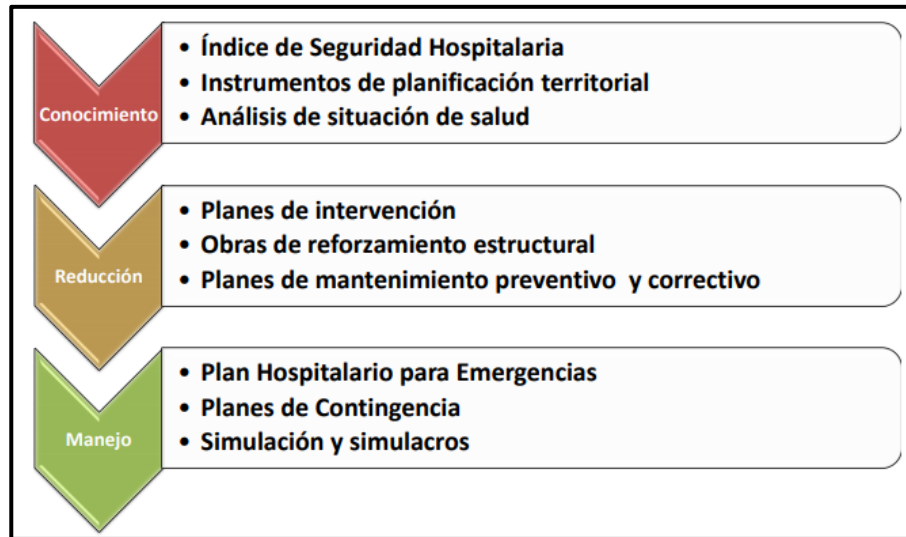 Conocimiento
• Índice de Seguridad Hospitalaria
• Instrumentos de planificación territorial
• Análisis de situación de salud
Reducción
• Planes de intervención
• Obras de reforzamiento estructural
• Planes de mantenimiento preventivo y correctivo
Manejo
• Plan Hospitalario para Emergencias
• Planes de Contingencia
• Simulación y simulacros